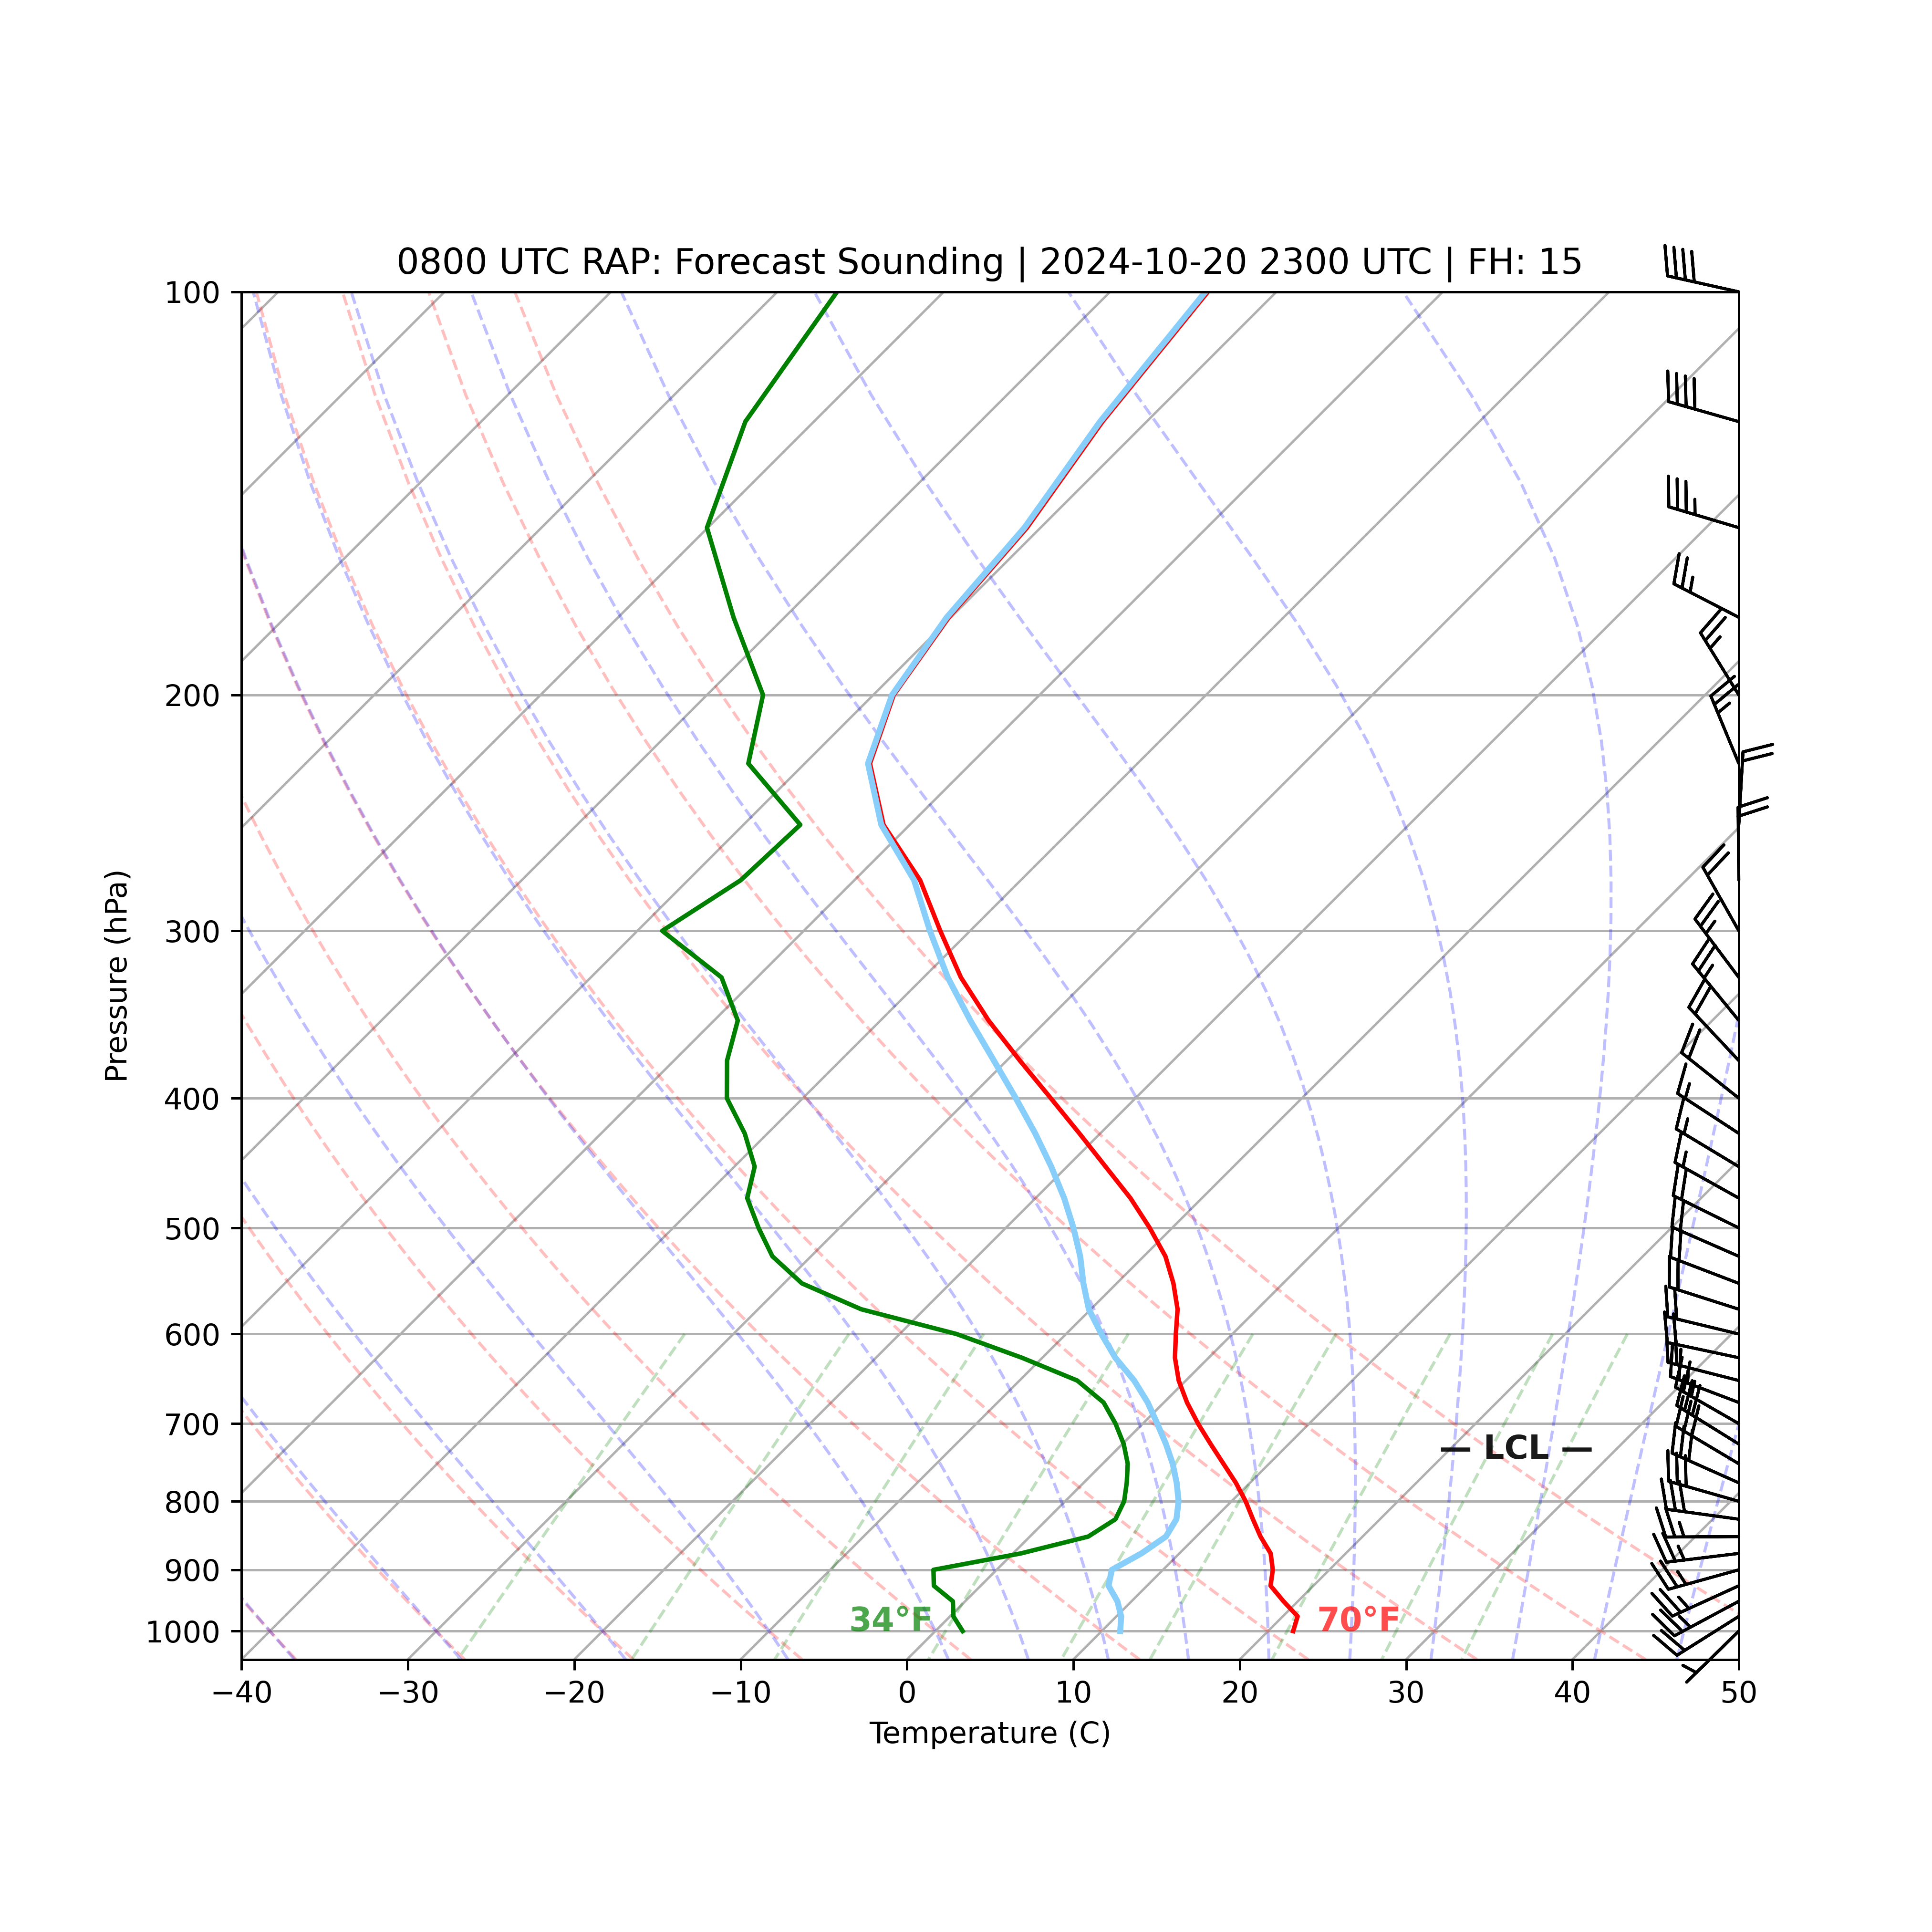 0800 UTC RAP: Forecast Sounding | 2024-10-20 2300 UTC | FH: 15
100
200
300
400
500
600
700
800
900
1000
Pressure (hPa)
— LCL —
34°F
70°F
−40 −30 −20 −10 0 10 20 30 40 50
Temperature (C)